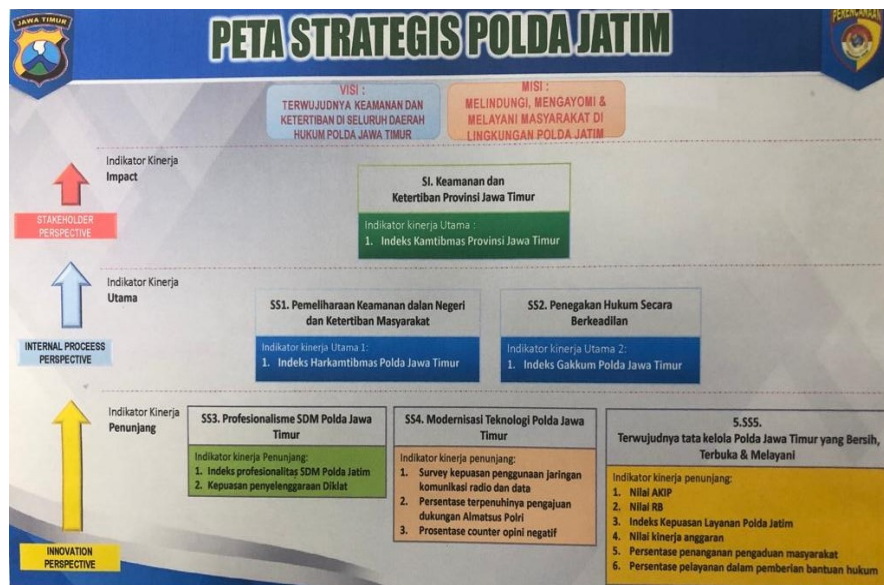 JAWA TIMUR
PETA STRATEGIS POLDA JATIM
PERENCANAAN
VISI :
TERWUJUDNYA KEAMANAN DAN
KETERTIBAN DI SELURUH DAERAH
HUKUM POLDA JAWA TIMUR
MISI :
MELINDUNGI, MENGAYOMI &
MELAYANI MASYARAKAT DI
LINGKUNGAN POLDA JATIM
Indikator Kinerja
Impact
STAKEHOLDER
PERSPECTIVE
SI. Keamanan dan
Ketertiban Provinsi Jawa Timur
Indikator kinerja Utama :
1. Indeks Kamtibmas Provinsi Jawa Timur
Indikator Kinerja
Utama
INTERNAL PROCEESS
PERSPECTIVE
SS1. Pemeliharaan Keamanan dalan Negeri
dan Ketertiban Masyarakat
Indikator kinerja Utama 1:
1. Indeks Harkamtibmas Polda Jawa Timur
SS2. Penegakan Hukum Secara
Berkeadilan
Indikator kinerja Utama 2:
1. Indeks Gakkum Polda Jawa Timur
Indikator Kinerja
Penunjang
INNOVATION
PERSPECTIVE
SS3. Profesionalisme SDM Polda Jawa
Timur
Indikator kinerja Penunjang:
1. Indeks profesionalitas SDM Polda Jatim
2. Kepuasan penyelenggaraan Diklat
SS4. Modernisasi Teknologi Polda Jawa
Timur
Indikator kinerja penunjang:
1. Survey kepuasan penggunaan jaringan
komunikasi radio dan data
2. Persentase terpenuhinya pengajuan
dukungan Almatsus Polri
3. Prosentase counter opini negatif
5.SS5.
Terwujudnya tata kelola Polda Jawa Timur yang Bersih,
Terbuka & Melayani
Indikator kinerja penunjang:
1. Nilai AKIP
2. Nilai RB
3. Indeks Kepuasan Layanan Polda Jatim
4. Nilai kinerja anggaran
5. Persentase penanganan pengaduan masyarakat
6. Persentase pelayanan dalam pemberian bantuan hukum